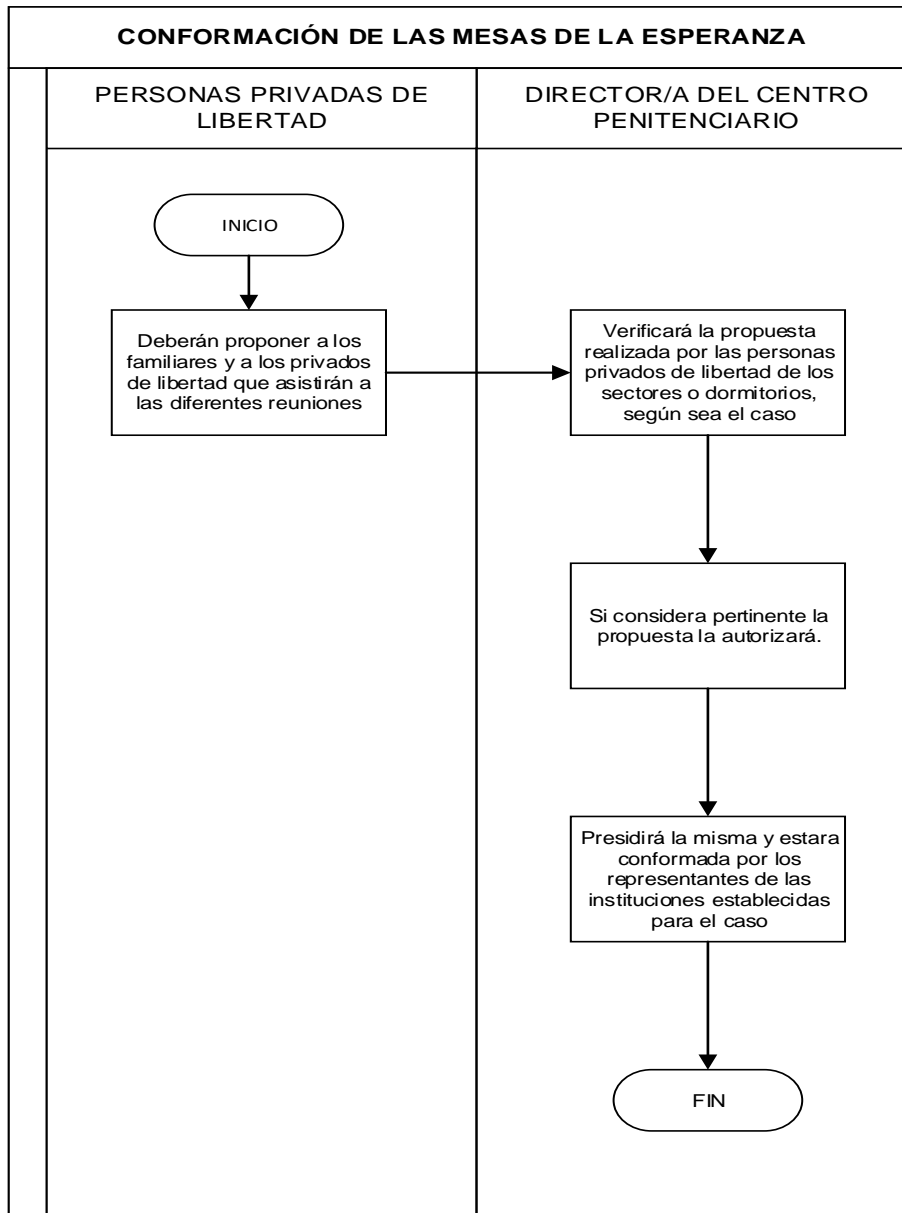 CONFORMACIÓN DE LAS MESAS DE LA ESPERANZA
PERSONAS PRIVADAS DE
LIBERTAD
DIRECTOR/A DEL CENTRO
PENITENCIARIO
INICIO
Deberán proponer a los
familiares y a los privados
de libertad que asistirán a
las diferentes reuniones
Verificará la propuesta
realizada por las personas
privados de libertad de los
sectores o dormitorios,
según sea el caso
Si considera pertinente la
propuesta la autorizará.
Presidirá la misma y estara
conformada por los
representantes de las
instituciones establecidas
para el caso
FIN